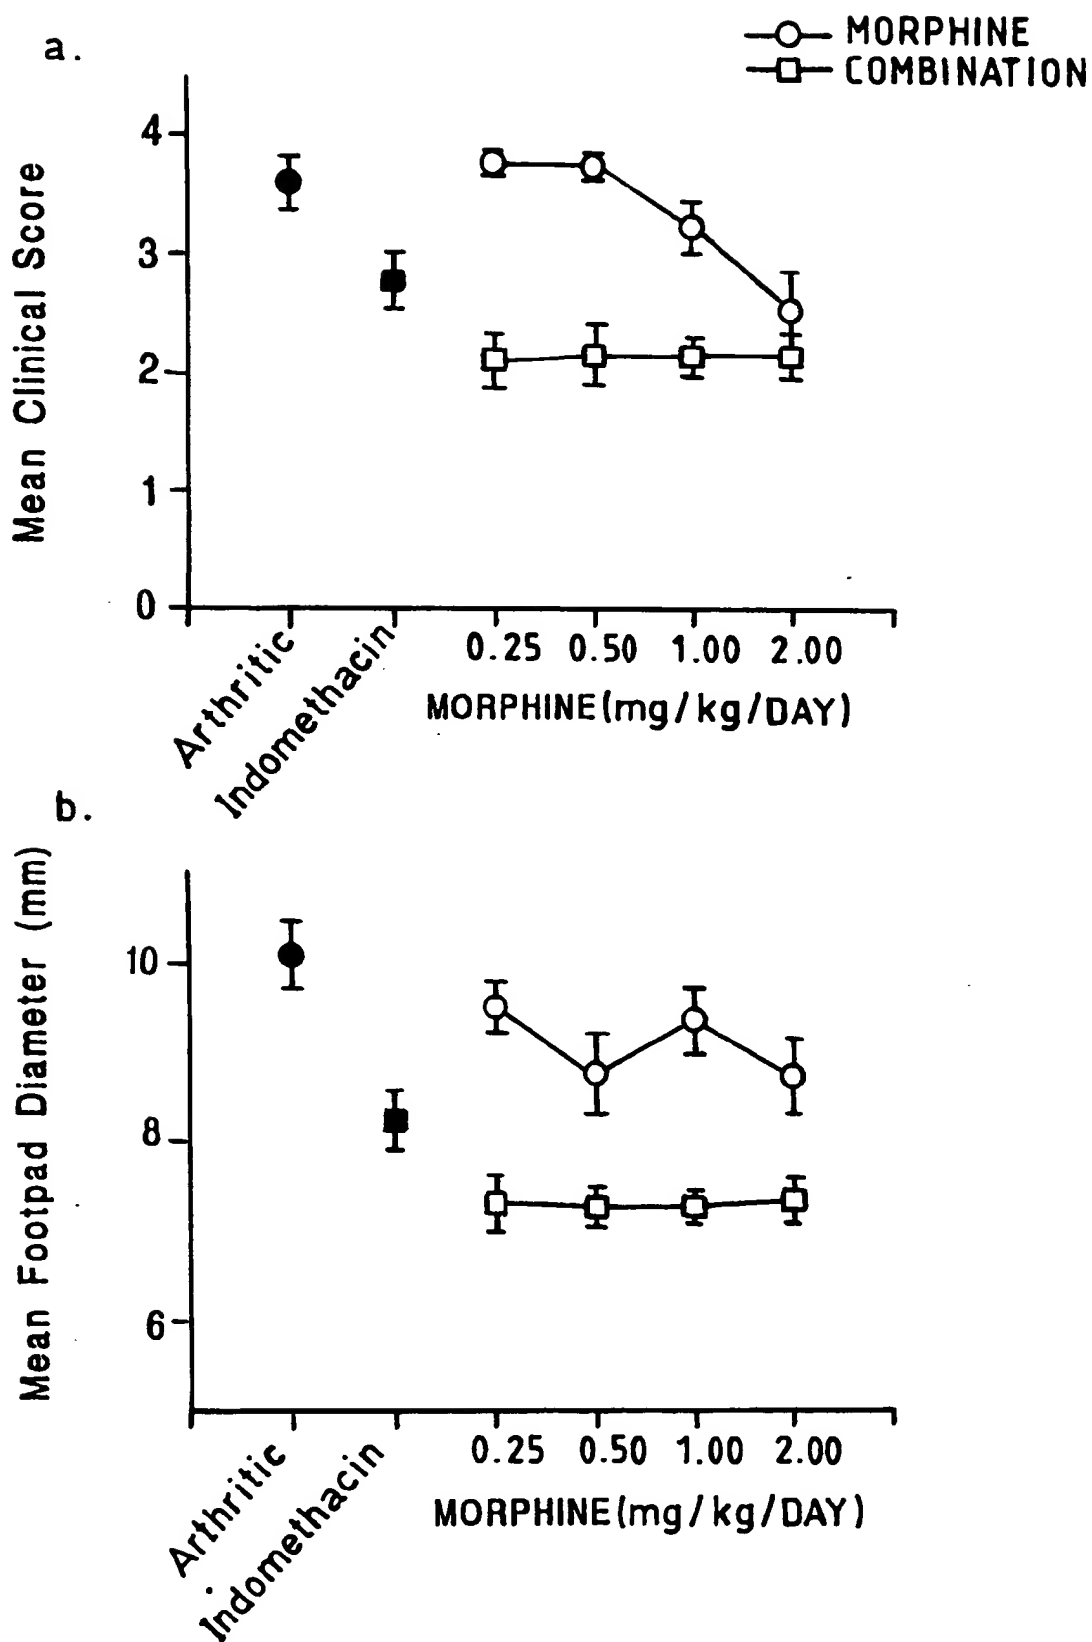 a.
MORPHINE
COMBINATION
Mean Clinical Score
4
3
2
1
0
Arthritic
Indomethacin
0.25 0.50 1.00 2.00
MORPHINE(mg/kg/DAY)
b.
Mean Footpad Diameter (mm)
10
8
6
Arthritic
Indomethacin
0.25 0.50 1.00 2.00
MORPHINE(mg/kg/DAY)